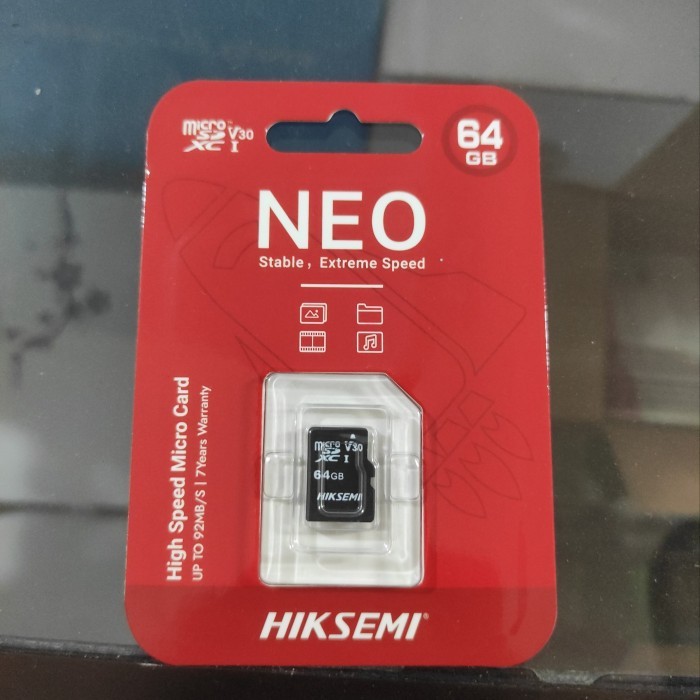 micro SD XC V30 I
64
GB
NEO
Stable, Extreme Speed
High Speed Micro Card
UP TO 92MB/S | 7Years Warranty
micro SD XC V30 I
64GB
HIKSEMI
HIKSEMI®